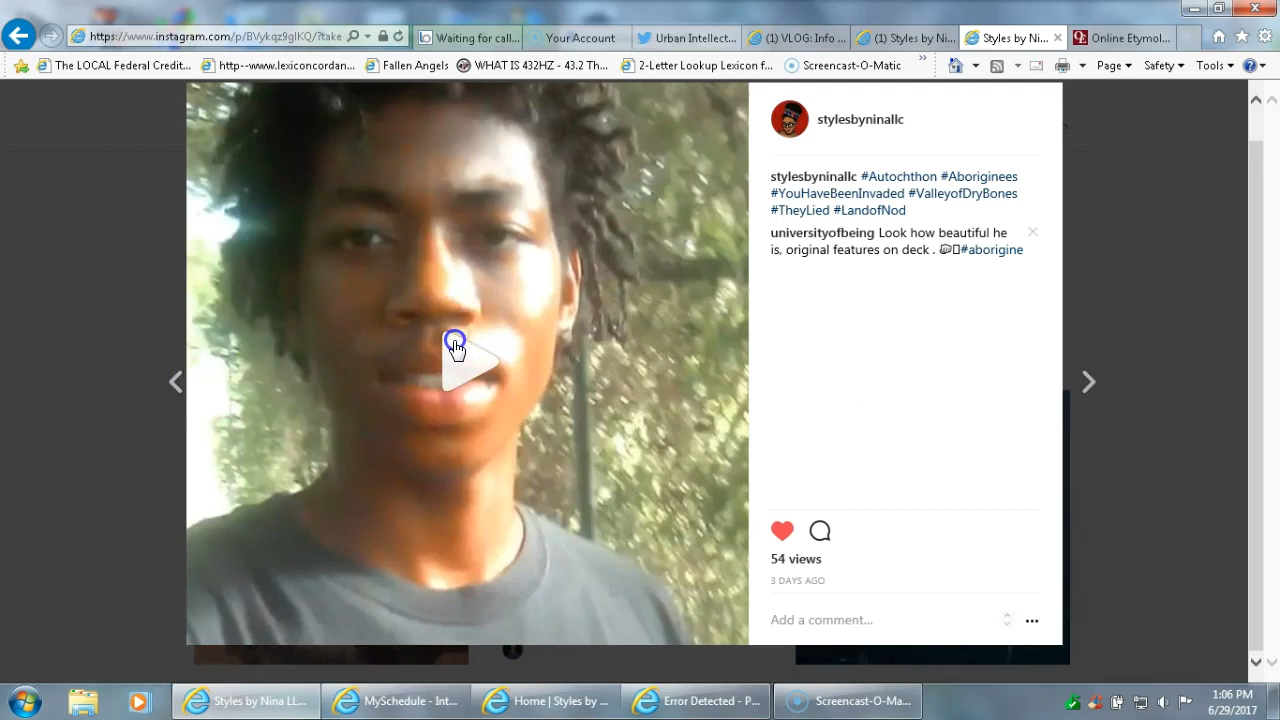 https://www.instagram.com/p/BVykqz9glKQ/?take
Waiting for call...
Your Account
Urban Intellect...
(1) VLOG: Info ...
(1) Styles by Ni...
Styles by Ni...
Online Etymol...
The LOCAL Federal Credit...
http--www.lexiconcordan...
Fallen Angels
WHAT IS 432HZ - 43.2 Th...
2-Letter Lookup Lexicon f...
Screencast-O-Matic
Page
Safety
Tools
stylesbyninallc
stylesbyninallc #Autochthon #Aboriginees
#YouHaveBeenInvaded #ValleyofDryBones
#TheyLied #LandofNod
universityofbeing Look how beautiful he
is, original features on deck . #aborigine
54 views
3 DAYS AGO
Add a comment...
Styles by Nina LL...
MySchedule - Int...
Home | Styles by ...
Error Detected - P...
Screencast-O-Ma...
1:06 PM
6/29/2017